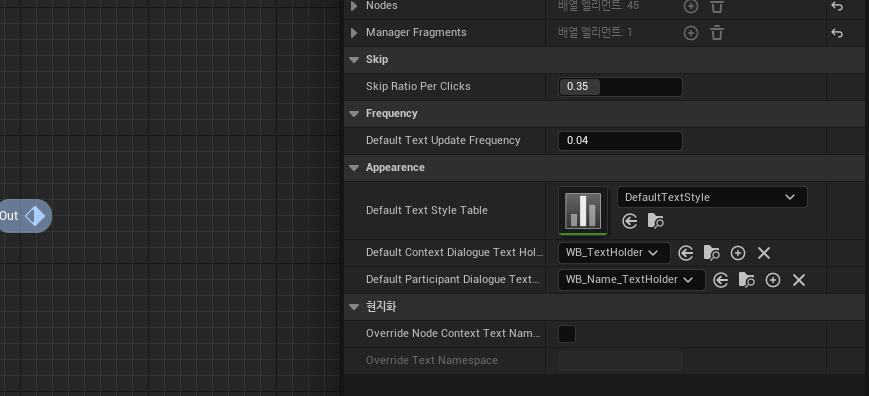 Nodes 배열 엘리먼트: 45
Manager Fragments 배열 엘리먼트: 1
Skip
Skip Ratio Per Clicks 0.35
Frequency
Default Text Update Frequency 0.04
Appearence
Out
Default Text Style Table DefaultTextStyle
Default Context Dialogue Text Hol... WB_TextHolder
Default Participant Dialogue Text... WB_Name_TextHolder
현지화
Override Node Context Text Nam...
Override Text Namespace